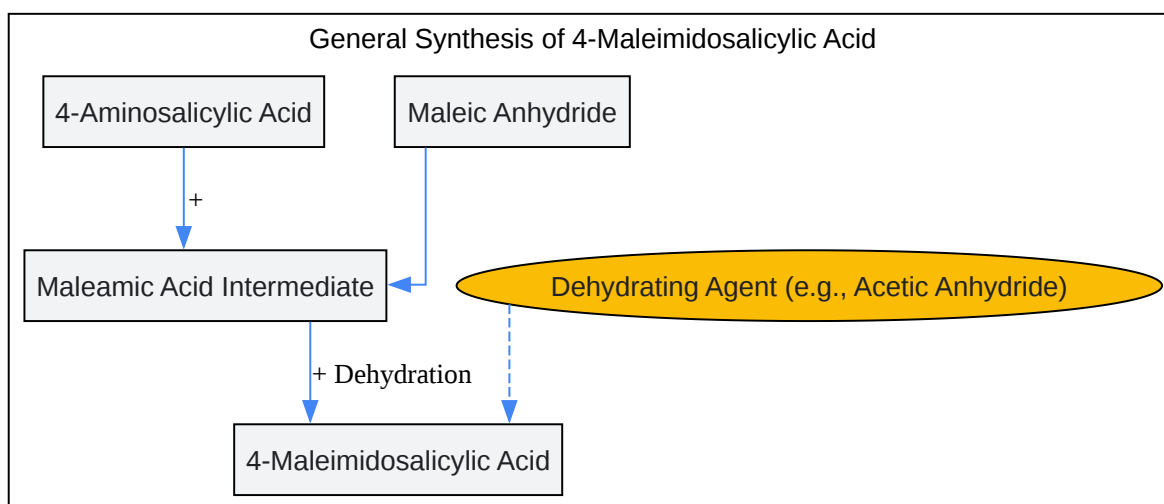 General Synthesis of 4-Maleimidosalicylic Acid
4-Aminosalicylic Acid
Maleic Anhydride
+
Maleamic Acid Intermediate
Dehydrating Agent (e.g., Acetic Anhydride)
+ Dehydration
4-Maleimidosalicylic Acid